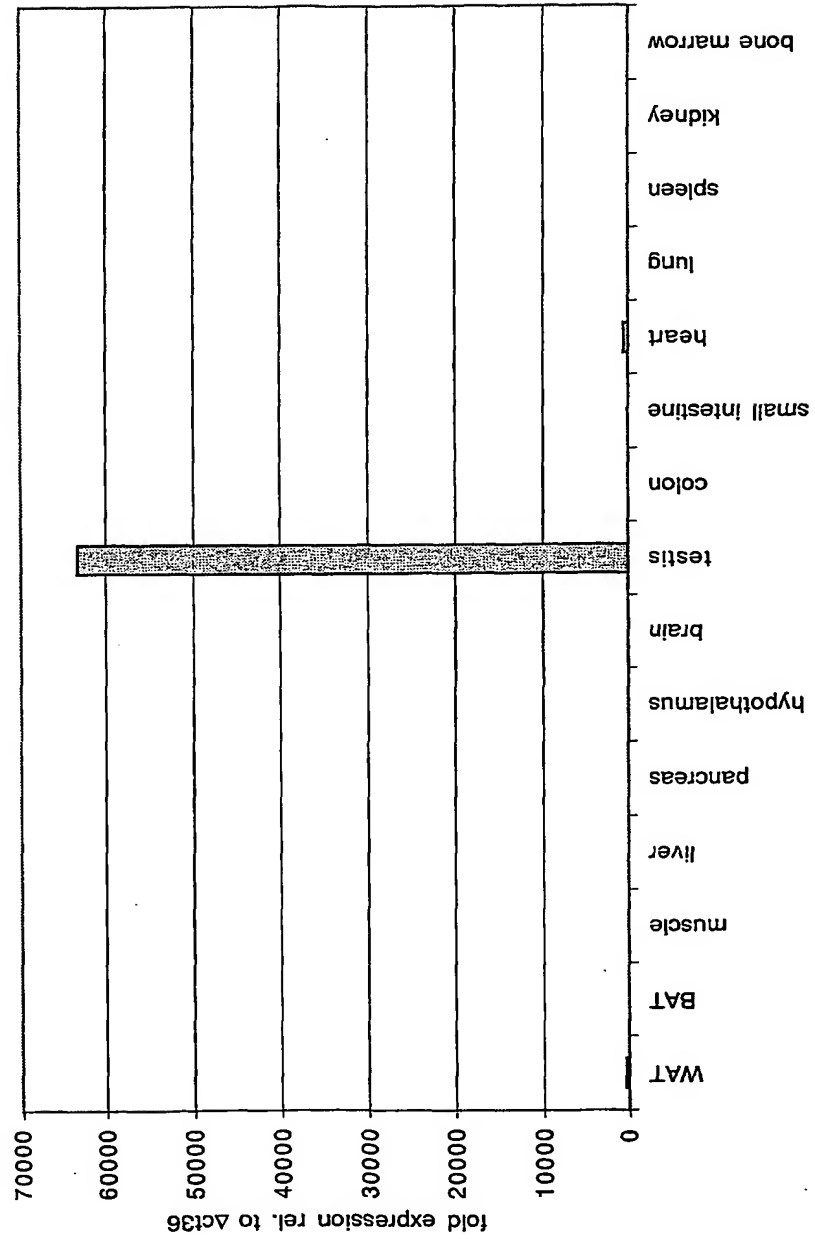 fold expression rel. to Δct36
70000
60000
50000
40000
30000
20000
10000
0
WAT
BAT
muscle
liver
pancreas
hypothalamus
brain
testis
colon
small intestine
heart
lung
spleen
kidney
bone marrow